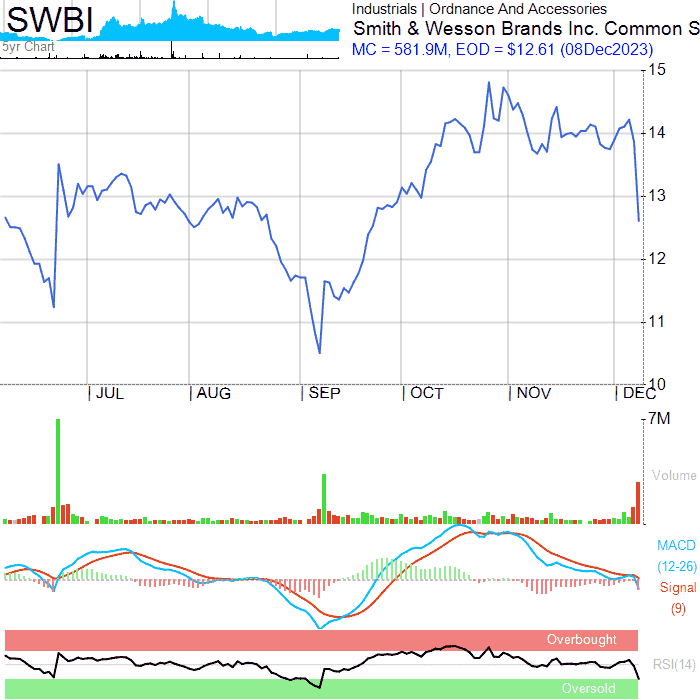 SWBI
5yr Chart
Industrials | Ordnance And Accessories
Smith & Wesson Brands Inc. Common S
MC = 581.9M, EOD = $12.61 (08Dec2023)
15
14
13
12
11
10
JUL AUG SEP OCT NOV DEC
7M
Volume
MACD
(12-26)
Signal
(9)
Overbought
RSI(14)
Oversold